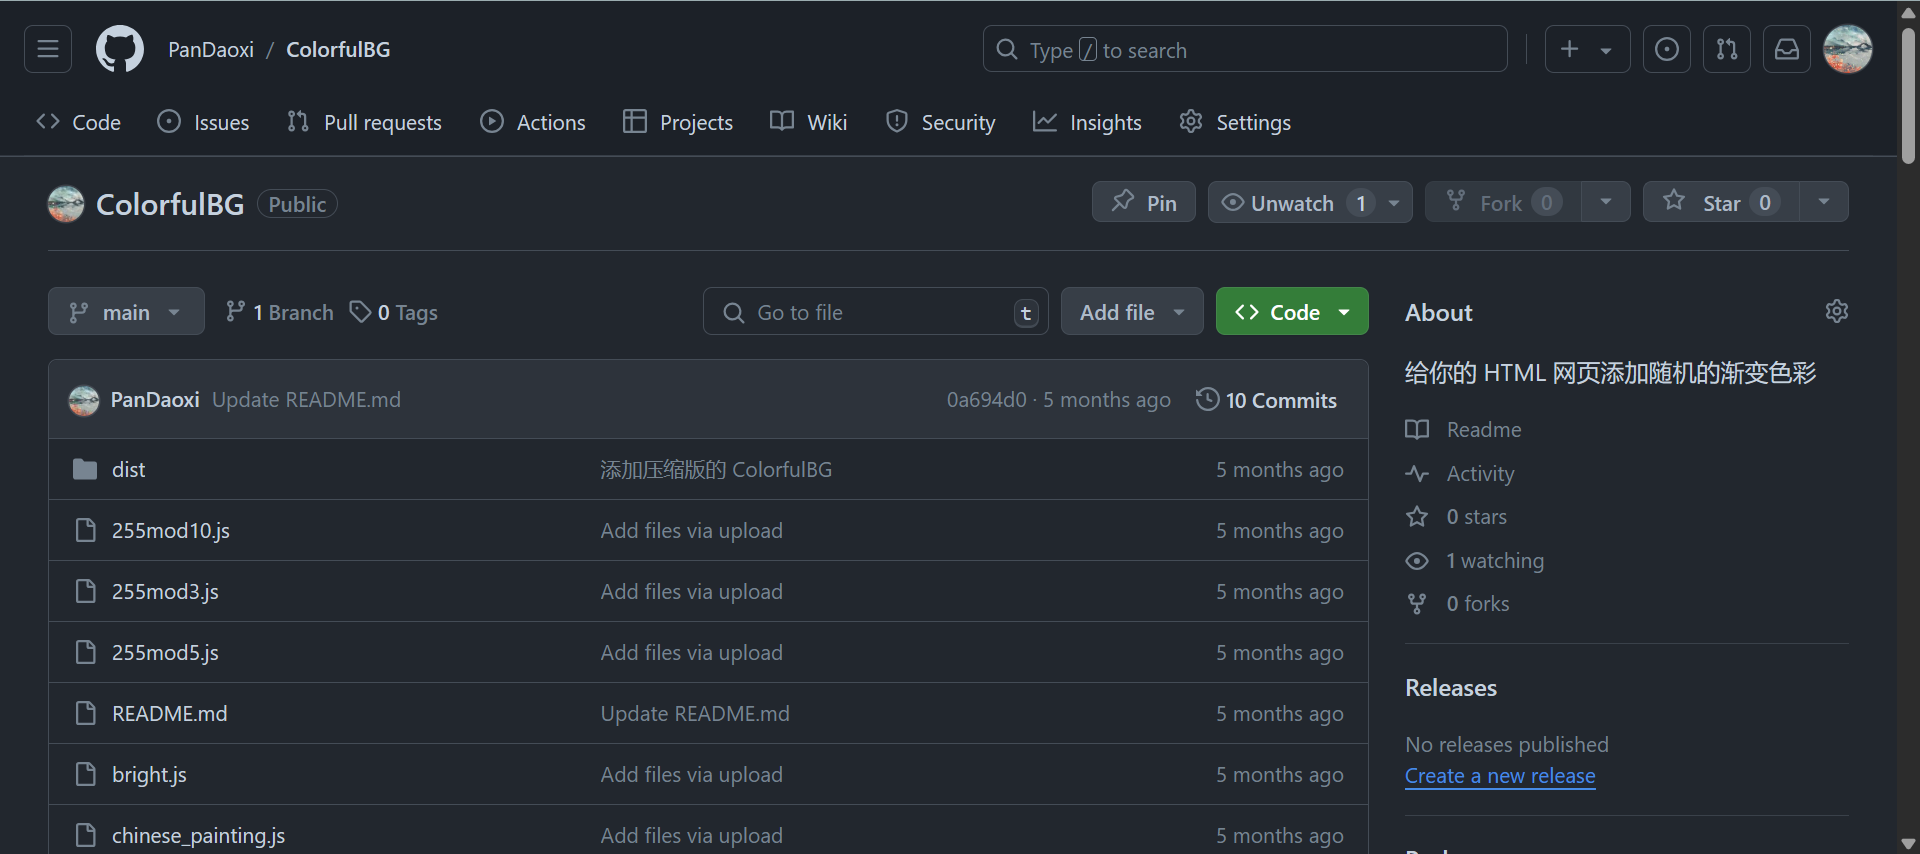 PanDaoxi / ColorfulBG
Type / to search
Code Issues Pull requests Actions Projects Wiki Security Insights Settings
ColorfulBG Public
Pin Unwatch 1 Fork 0 Star 0
main 1 Branch 0 Tags
Go to file t Add file Code
PanDaoxi Update README.md 0a694d0 · 5 months ago 10 Commits
dist 添加压缩版的 ColorfulBG 5 months ago
255mod10.js Add files via upload 5 months ago
255mod3.js Add files via upload 5 months ago
255mod5.js Add files via upload 5 months ago
README.md Update README.md 5 months ago
bright.js Add files via upload 5 months ago
chinese_painting.js Add files via upload 5 months ago
About
给你的 HTML 网页添加随机的渐变色彩
Readme
Activity
0 stars
1 watching
0 forks
Releases
No releases published
Create a new release